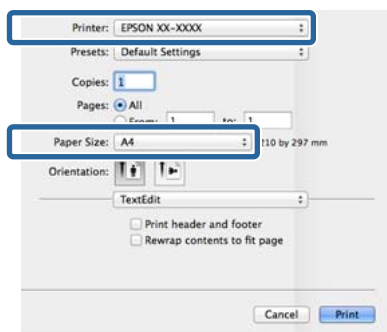 Printer: EPSON XX-XXXX
Presets: Default Settings
Copies: 1
Pages: All
From: 1 to: 1
Paper Size: A4 210 by 297 mm
Orientation:
TextEdit
Print header and footer
Rewrap contents to fit page
Cancel Print